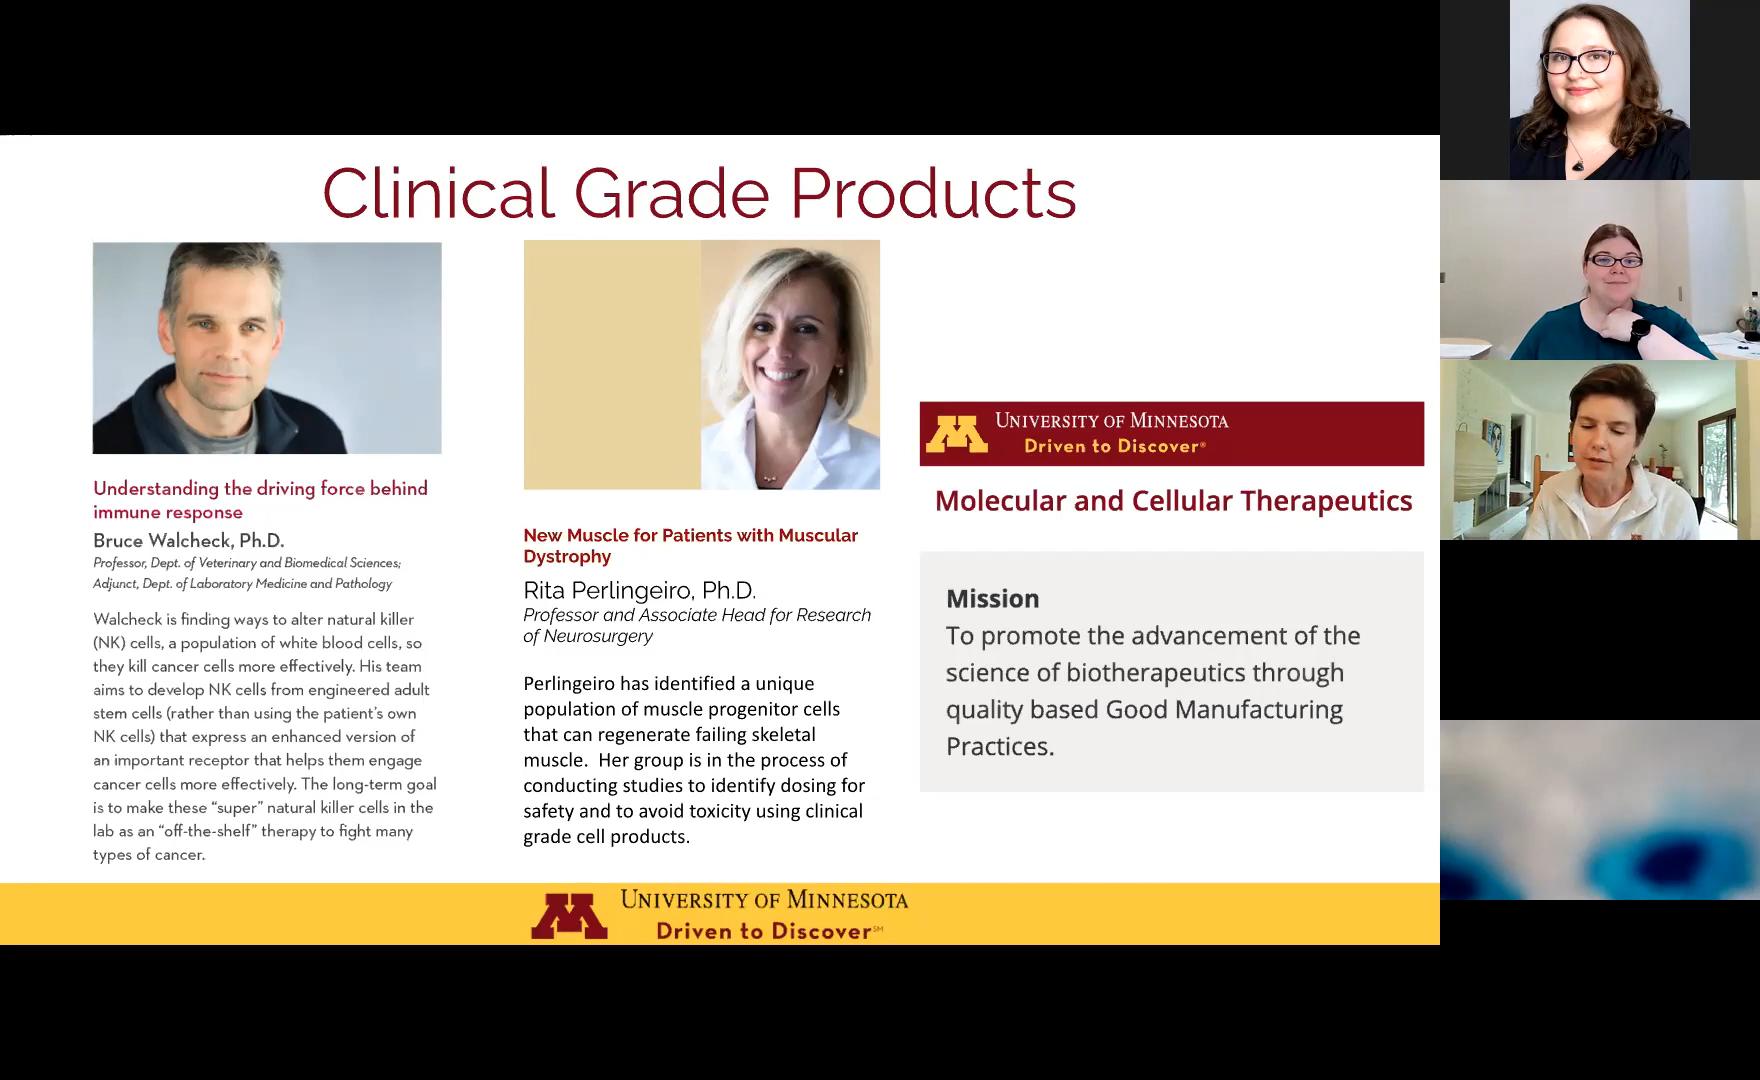 Clinical Grade Products
Understanding the driving force behind
immune response
Bruce Walcheck, Ph.D.
Professor, Dept. of Veterinary and Biomedical Sciences;
Adjunct, Dept. of Laboratory Medicine and Pathology
Walcheck is finding ways to alter natural killer
(NK) cells, a population of white blood cells, so
they kill cancer cells more effectively. His team
aims to develop NK cells from engineered adult
stem cells (rather than using the patient's own
NK cells) that express an enhanced version of
an important receptor that helps them engage
cancer cells more effectively. The long-term goal
is to make these “super” natural killer cells in the
lab as an “off-the-shelf” therapy to fight many
types of cancer.
New Muscle for Patients with Muscular
Dystrophy
Rita Perlingeiro, Ph.D.
Professor and Associate Head for Research
of Neurosurgery
Perlingeiro has identified a unique
population of muscle progenitor cells
that can regenerate failing skeletal
muscle. Her group is in the process of
conducting studies to identify dosing for
safety and to avoid toxicity using clinical
grade cell products.
M University of Minnesota
Driven to Discover®
Molecular and Cellular Therapeutics
Mission
To promote the advancement of the
science of biotherapeutics through
quality based Good Manufacturing
Practices.
M University of Minnesota
Driven to Discover℠